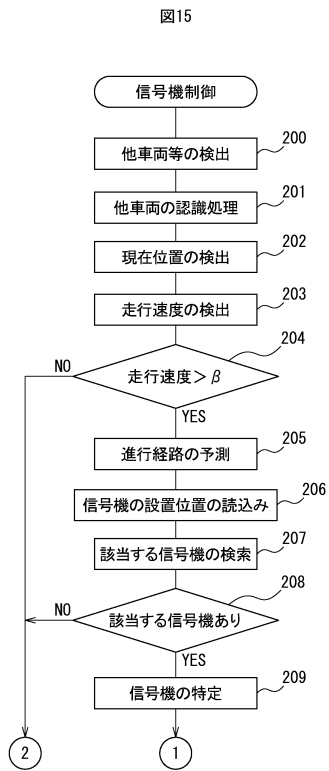 図15
信号機制御
他車両等の検出
200
他車両の認識処理
201
現在位置の検出
202
走行速度の検出
203
204
NO
走行速度＞β
YES
進行経路の予測
205
信号機の設置位置の読込み
206
該当する信号機の検索
207
208
NO
該当する信号機あり
YES
信号機の特定
209
2
1